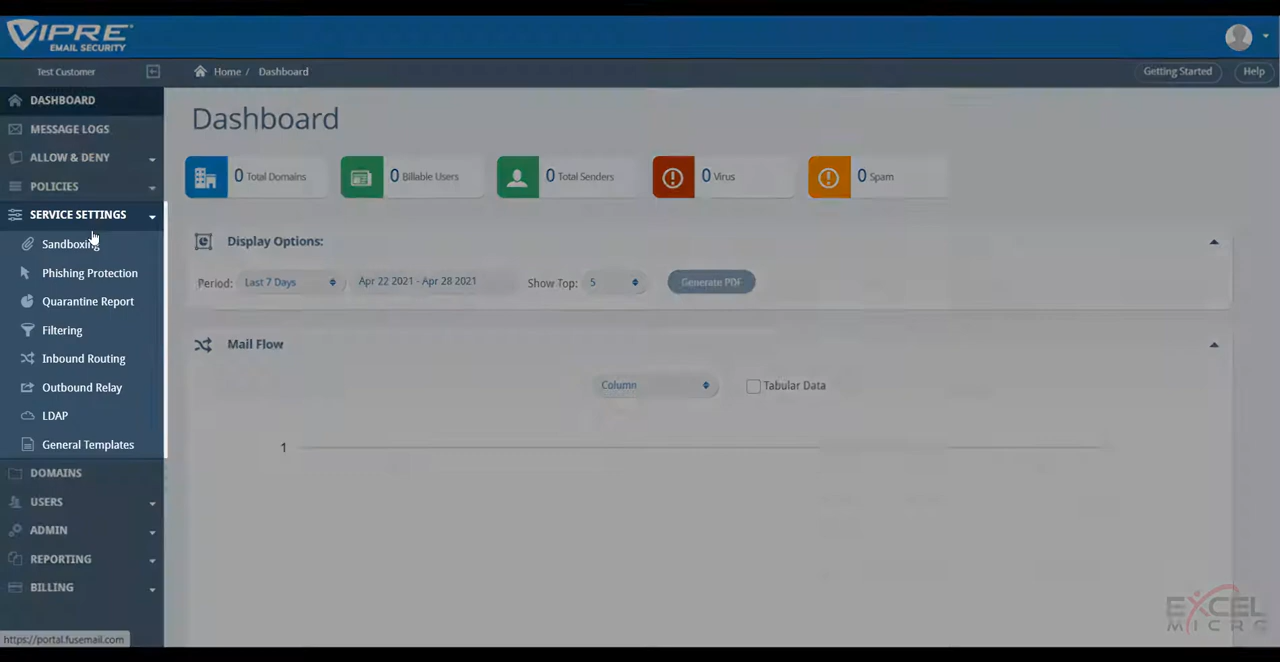 VIPRE
EMAIL SECURITY
Test Customer
Home / Dashboard
Getting Started
Help
DASHBOARD
MESSAGE LOGS
ALLOW & DENY
POLICIES
SERVICE SETTINGS
Sandboxing
Phishing Protection
Quarantine Report
Filtering
Inbound Routing
Outbound Relay
LDAP
General Templates
DOMAINS
USERS
ADMIN
REPORTING
BILLING
https://portal.fusemail.com
Dashboard
0 Total Domains
0 Billable Users
0 Total Senders
0 Virus
0 Spam
Display Options:
Period: Last 7 Days / Apr 22 2021 - Apr 28 2021 Show Top: 5 Generate PDF
Mail Flow
Column Tabular Data
1
EXCEL
MICRO